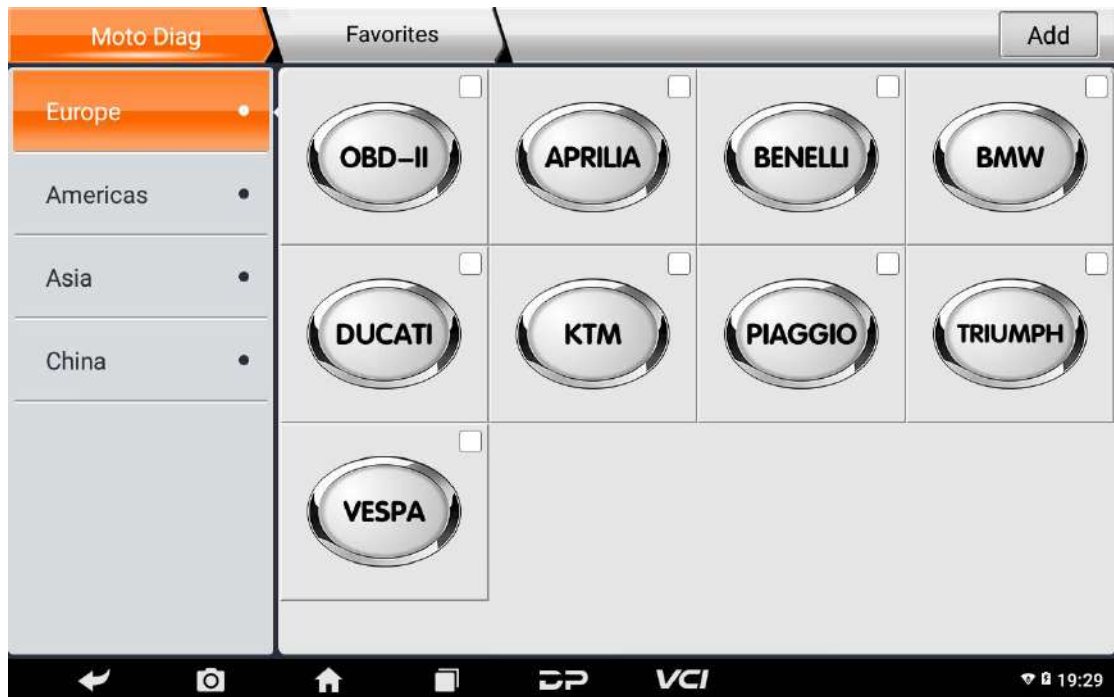 Moto Diag
Favorites
Add
Europe
Americas
Asia
China
OBD-II
APRILIA
BENELLI
BMW
DUCATI
KTM
PIAGGIO
TRIUMPH
VESPA
DP
VCI
19:29